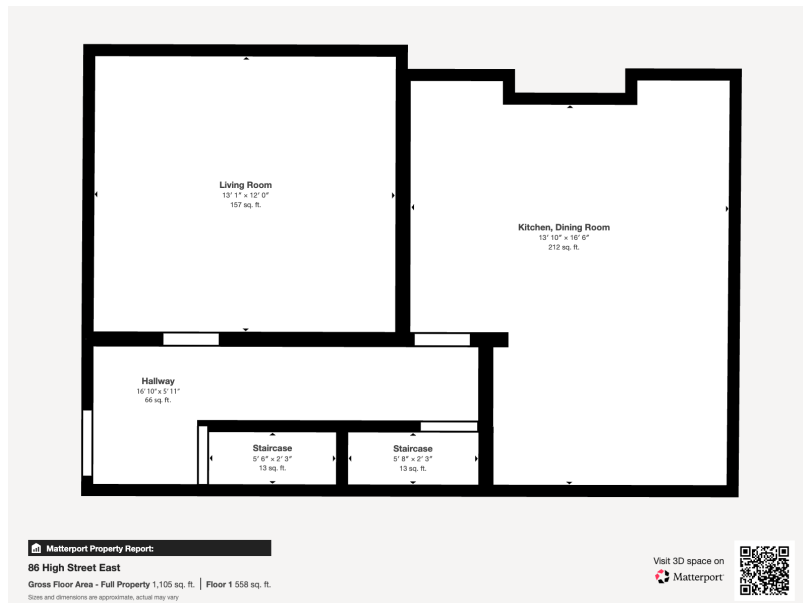 Living Room
13' 1" × 12' 0"
157 sq. ft.
Kitchen, Dining Room
13' 10" × 16' 6"
212 sq. ft.
Hallway
16' 10" x 5' 11"
66 sq. ft.
Staircase
5' 6" × 2' 3"
13 sq. ft.
Staircase
5' 8" × 2' 3"
13 sq. ft.
Matterport Property Report:
86 High Street East
Gross Floor Area - Full Property 1,105 sq. ft. | Floor 1 558 sq. ft.
Sizes and dimensions are approximate, actual may vary
Visit 3D space on
Matterport